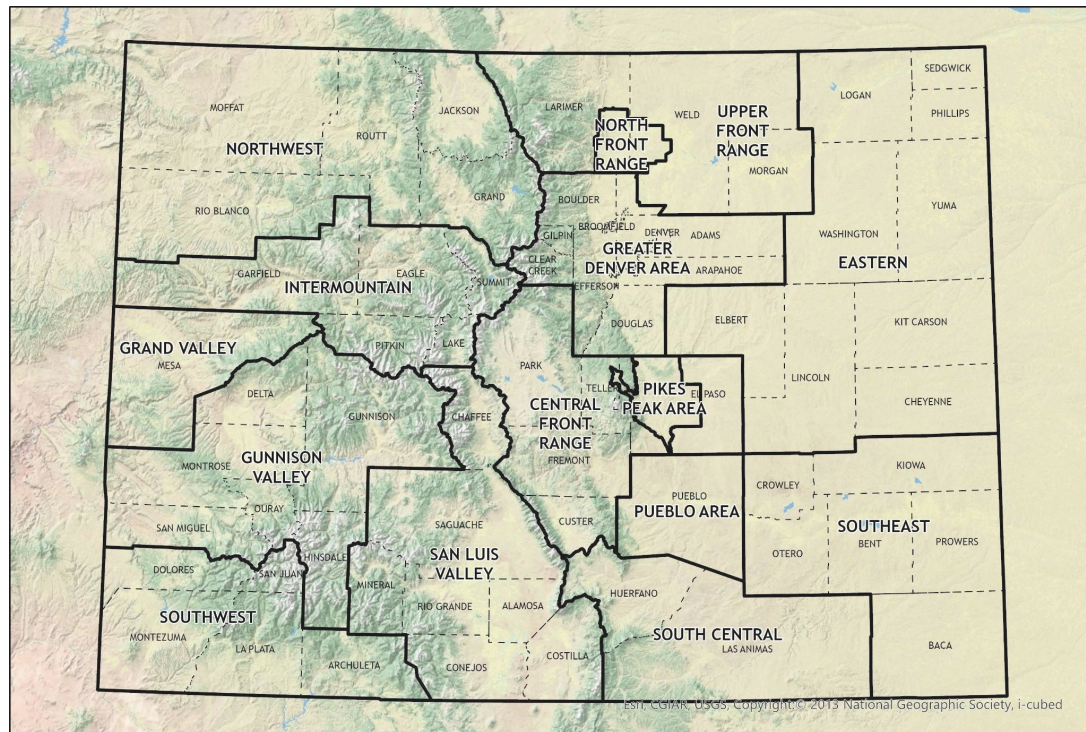 SEDGWICK
LOGAN
MOFFAT
JACKSON
LARIMER
WELD
PHILLIPS
UPPER
FRONT
RANGE
NORTH
FRONT
RANGE
ROUTT
NORTHWEST
MORGAN
GRAND
BOULDER
YUMA
RIO BLANCO
BROOMFIELD
GILPIN
DENVER
ADAMS
WASHINGTON
GREATER
DENVER AREA
CLEAR
CREEK
EASTERN
GARFIELD
EAGLE
SUMMIT
ARAPAHOE
INTERMOUNTAIN
EFFERSON
DOUGLAS
ELBERT
KIT CARSON
GRAND VALLEY
MESA
PITKIN
LAKE
PARK
LINCOLN
DELTA
TELLER
PIKES
PEAK AREA
EL PASO
CHEYENNE
GUNNISON
CHAFFEE
CENTRAL
FRONT
RANGE
FREMONT
MONTROSE
GUNNISON
VALLEY
KIOWA
CROWLEY
OURAY
PUEBLO
PUEBLO AREA
SAN MIGUEL
SAGUACHE
CUSTER
SOUTHEAST
BENT
PROWERS
OTERO
HINSDALE
SAN LUIS
VALLEY
DOLORES
SAN JUAN
MINERAL
HUERFANO
RIO GRANDE
ALAMOSA
SOUTHWEST
MONTEZUMA
LA PLATA
SOUTH CENTRAL
LAS ANIMAS
BACA
ARCHULETA
CONEJOS
COSTILLA
Esri, CGIAR, USGS, Copyright:© 2013 National Geographic Society, i-cubed